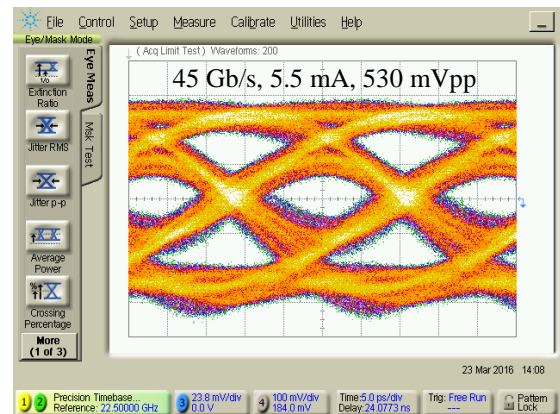 File Control Setup Measure Calibrate Utilities Help
Eye/Mask Mode
( Acq Limit Test ) Waveforms: 200
45 Gb/s, 5.5 mA, 530 mVpp
Eye Meas
Msk Test
Extinction
Ratio
Jitter RMS
Jitter p-p
Average
Power
Crossing
Percentage
More
(1 of 3)
23 Mar 2016 14:08
1 2 Precision Timebase...
Reference: 22.50000 GHz
3 23.8 mV/div
0.0 V
4 100 mV/div
184.0 mV
Time:5.0 ps/div
Delay:24.0773 ns
Trig: Free Run
---
Pattern
Lock